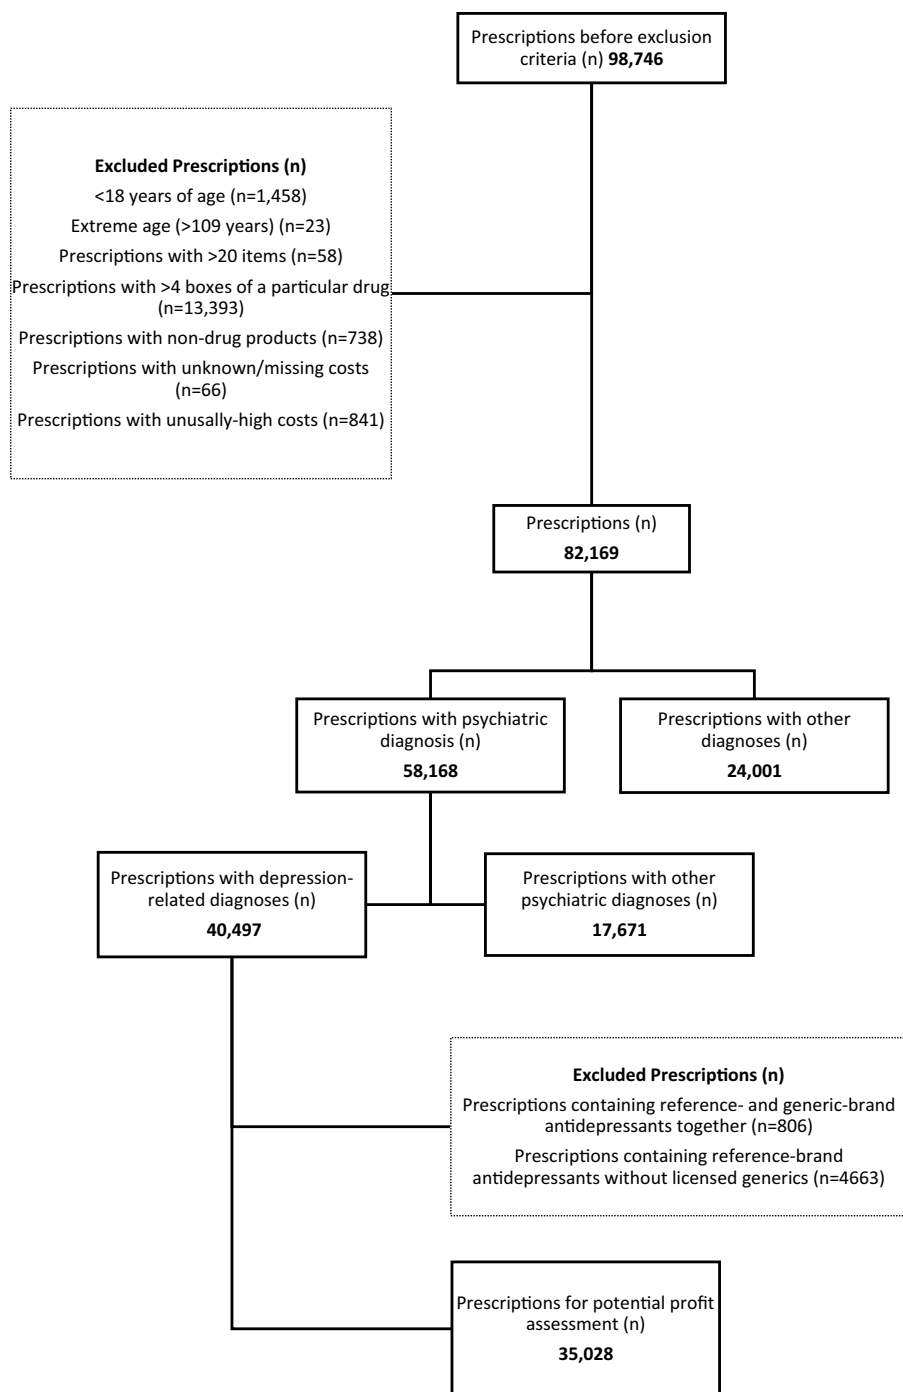 Prescriptions before exclusion
criteria (n) 98,746
Excluded Prescriptions (n)
<18 years of age (n=1,458)
Extreme age (>109 years) (n=23)
Prescriptions with >20 items (n=58)
Prescriptions with >4 boxes of a particular drug
(n=13,393)
Prescriptions with non-drug products (n=738)
Prescriptions with unknown/missing costs
(n=66)
Prescriptions with unusally-high costs (n=841)
Prescriptions (n)
82,169
Prescriptions with psychiatric
diagnosis (n)
58,168
Prescriptions with other
diagnoses (n)
24,001
Prescriptions with depression-
related diagnoses (n)
40,497
Prescriptions with other
psychiatric diagnoses (n)
17,671
Excluded Prescriptions (n)
Prescriptions containing reference- and generic-brand
antidepressants together (n=806)
Prescriptions containing reference-brand
antidepressants without licensed generics (n=4663)
Prescriptions for potential profit
assessment (n)
35,028